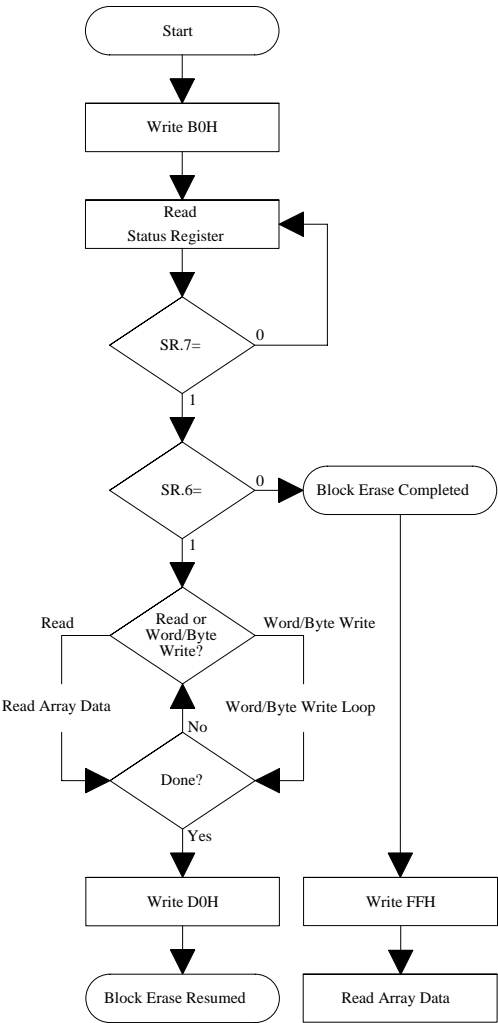 Start
Write B0H
Read
Status Register
SR.7=
0
1
SR.6=
0
Block Erase Completed
1
Read
Read or
Word/Byte
Write?
Word/Byte Write
Read Array Data
Word/Byte Write Loop
No
Done?
Yes
Write D0H
Write FFH
Block Erase Resumed
Read Array Data